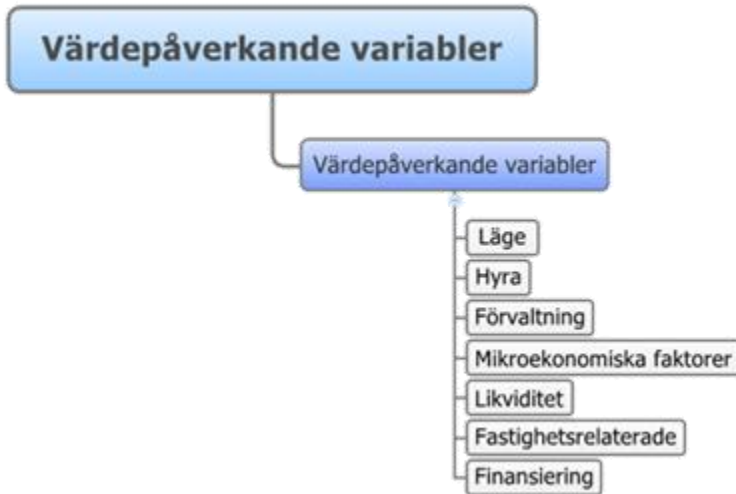 Värdepåverkande variabler
Värdepåverkande variabler
Läge
Hyra
Förvaltning
Mikroekonomiska faktorer
Likviditet
Fastighetsrelaterade
Finansiering